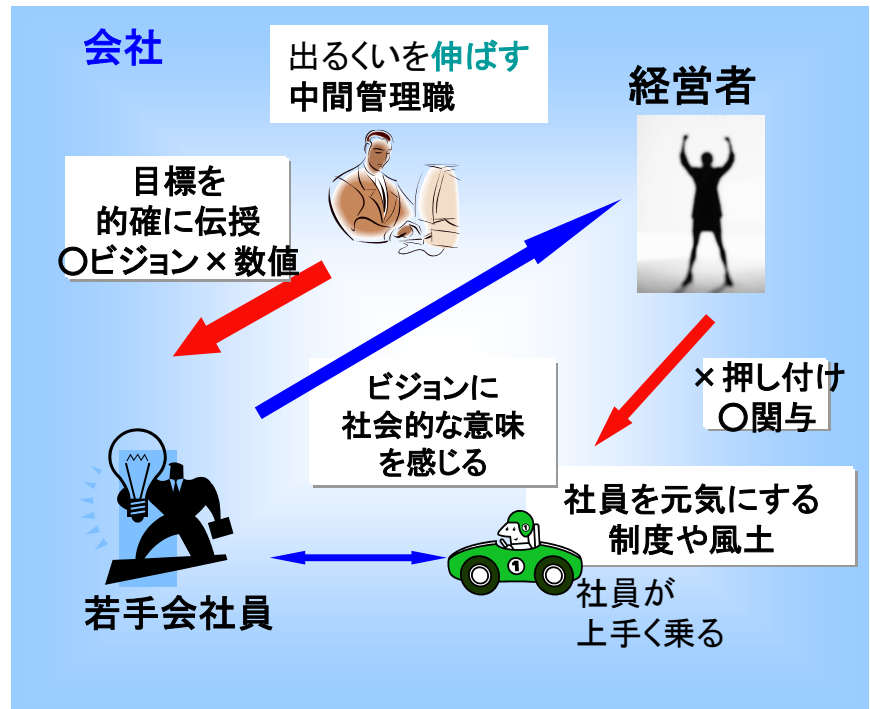 会社
出るくいを伸ばす
中間管理職
経営者
目標を
的確に伝授
〇ビジョン×数値
ビジョンに
社会的な意味
を感じる
×押し付け
〇関与
社員を元気にする
制度や風土
1
1
社員が
上手く乗る
若手会社員